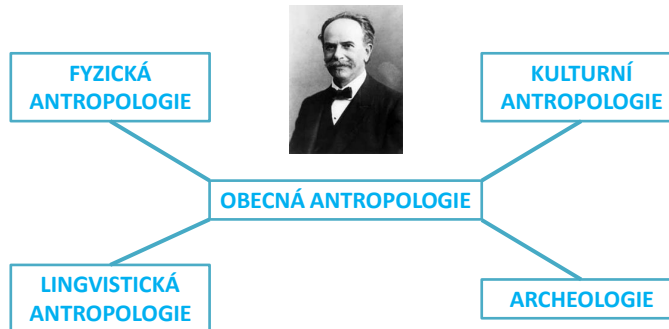 FYZICKÁ
ANTROPOLOGIE
KULTURNÍ
ANTROPOLOGIE
OBECNÁ ANTROPOLOGIE
LINGVISTICKÁ
ANTROPOLOGIE
ARCHEOLOGIE